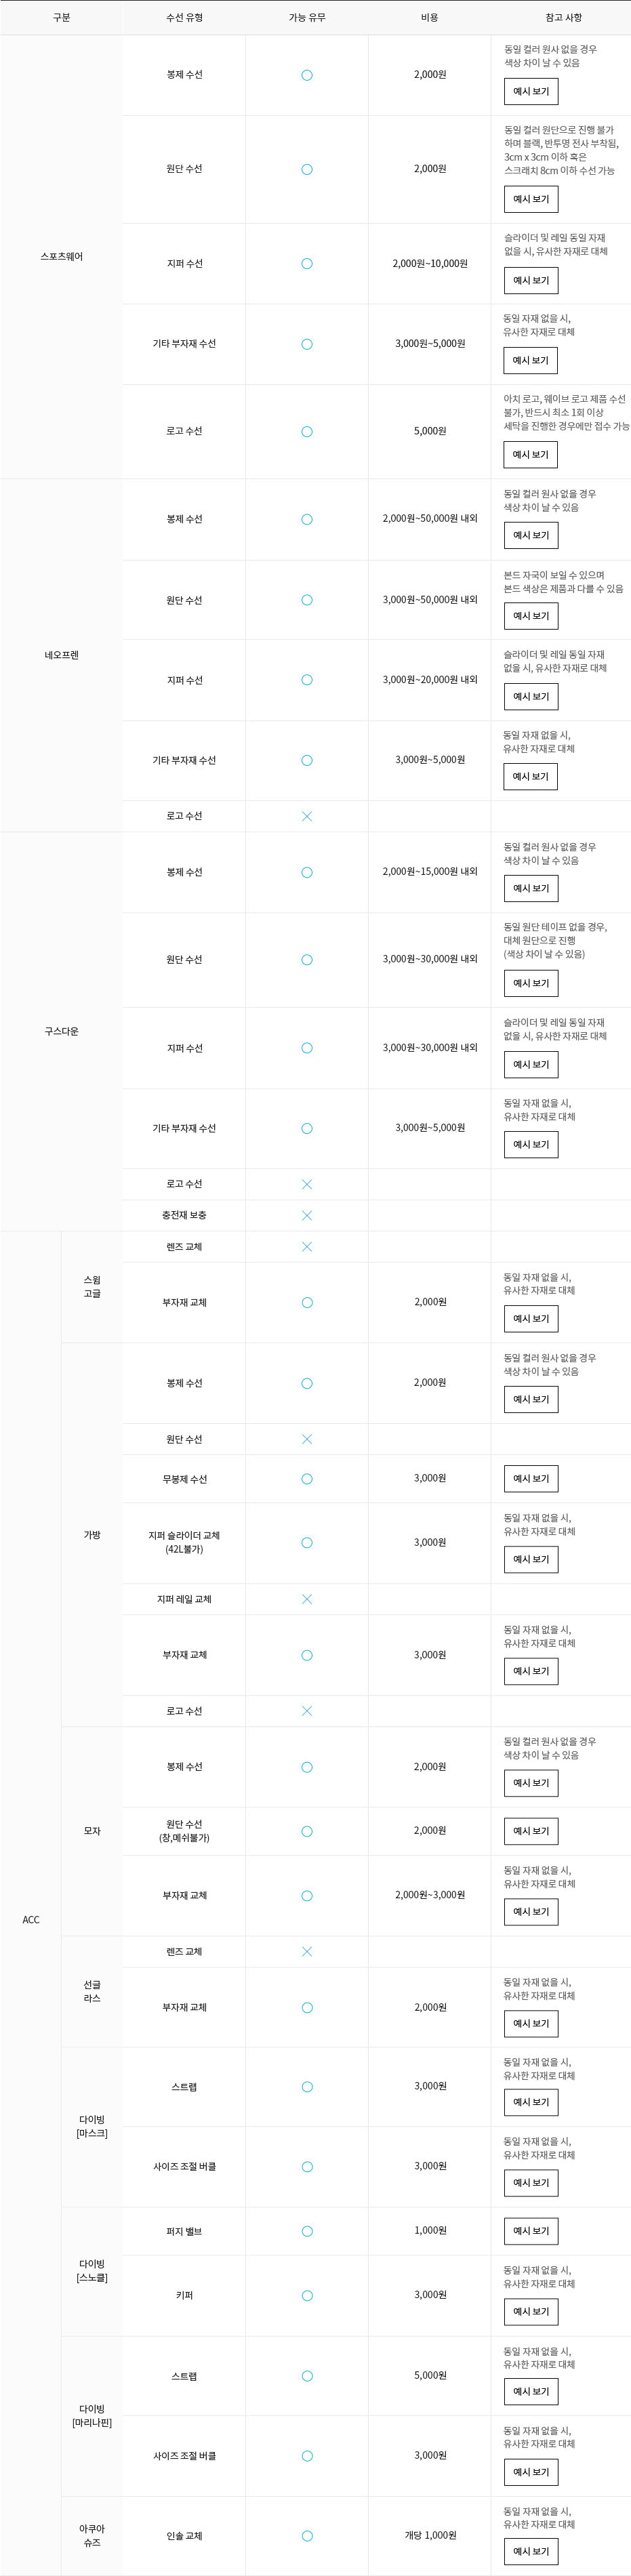 구분 수선 유형 가능 유무 비용 참고 사항
스포츠웨어
봉제 수선 ○ 2,000원
동일 컬러 원사 없을 경우
색상 차이 날 수 있음
예시 보기
원단 수선 ○ 2,000원
동일 컬러 원단으로 진행 불가
하며 블랙, 반투명 전사 부착됨,
3cm x 3cm 이하 혹은
스크래치 8cm 이하 수선 가능
예시 보기
지퍼 수선 ○ 2,000원~10,000원
슬라이더 및 레일 동일 자재
없을 시, 유사한 자재로 대체
예시 보기
기타 부자재 수선 ○ 3,000원~5,000원
동일 자재 없을 시,
유사한 자재로 대체
예시 보기
로고 수선 ○ 5,000원
아치 로고, 웨이브 로고 제품 수선
불가, 반드시 최소 1회 이상
세탁을 진행한 경우에만 접수 가능
예시 보기
네오프렌
봉제 수선 ○ 2,000원~50,000원 내외
동일 컬러 원사 없을 경우
색상 차이 날 수 있음
예시 보기
원단 수선 ○ 3,000원~50,000원 내외
본드 자국이 보일 수 있으며
본드 색상은 제품과 다를 수 있음
예시 보기
지퍼 수선 ○ 3,000원~20,000원 내외
슬라이더 및 레일 동일 자재
없을 시, 유사한 자재로 대체
예시 보기
기타 부자재 수선 ○ 3,000원~5,000원
동일 자재 없을 시,
유사한 자재로 대체
예시 보기
로고 수선 ×
구스다운
봉제 수선 ○ 2,000원~15,000원 내외
동일 컬러 원사 없을 경우
색상 차이 날 수 있음
예시 보기
원단 수선 ○ 3,000원~30,000원 내외
동일 원단 테이프 없을 경우,
대체 원단으로 진행
(색상 차이 날 수 있음)
예시 보기
지퍼 수선 ○ 3,000원~30,000원 내외
슬라이더 및 레일 동일 자재
없을 시, 유사한 자재로 대체
예시 보기
기타 부자재 수선 ○ 3,000원~5,000원
동일 자재 없을 시,
유사한 자재로 대체
예시 보기
로고 수선 ×
충전재 보충 ×
ACC
스윔
고글
렌즈 교체 ×
부자재 교체 ○ 2,000원
동일 자재 없을 시,
유사한 자재로 대체
예시 보기
가방
봉제 수선 ○ 2,000원
동일 컬러 원사 없을 경우
색상 차이 날 수 있음
예시 보기
원단 수선 ×
무봉제 수선 ○ 3,000원 예시 보기
지퍼 슬라이더 교체
(42L불가)
○ 3,000원
동일 자재 없을 시,
유사한 자재로 대체
예시 보기
지퍼 레일 교체 ×
부자재 교체 ○ 3,000원
동일 자재 없을 시,
유사한 자재로 대체
예시 보기
로고 수선 ×
모자
봉제 수선 ○ 2,000원
동일 컬러 원사 없을 경우
색상 차이 날 수 있음
예시 보기
원단 수선
(창,메쉬불가)
○ 2,000원 예시 보기
부자재 교체 ○ 2,000원~3,000원
동일 자재 없을 시,
유사한 자재로 대체
예시 보기
선글
라스
렌즈 교체 ×
부자재 교체 ○ 2,000원
동일 자재 없을 시,
유사한 자재로 대체
예시 보기
다이빙
[마스크]
스트랩 ○ 3,000원
동일 자재 없을 시,
유사한 자재로 대체
예시 보기
사이즈 조절 버클 ○ 3,000원
동일 자재 없을 시,
유사한 자재로 대체
예시 보기
다이빙
[스노클]
퍼지 밸브 ○ 1,000원 예시 보기
키퍼 ○ 3,000원
동일 자재 없을 시,
유사한 자재로 대체
예시 보기
다이빙
[마리나핀]
스트랩 ○ 5,000원
동일 자재 없을 시,
유사한 자재로 대체
예시 보기
사이즈 조절 버클 ○ 3,000원
동일 자재 없을 시,
유사한 자재로 대체
예시 보기
아쿠아
슈즈
인솔 교체 ○ 개당 1,000원
동일 자재 없을 시,
유사한 자재로 대체
예시 보기